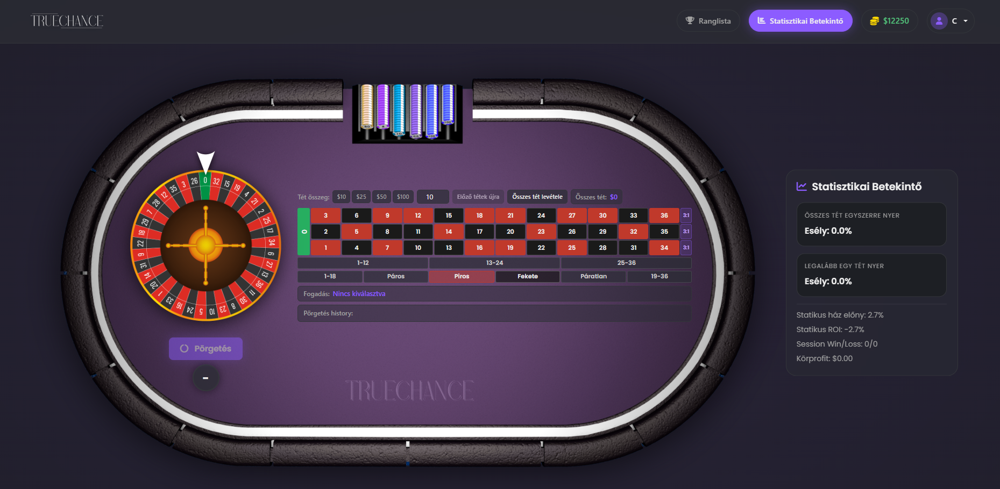 TRUECHANCE
Ranglista
Statisztikai Betekintő
$12250
C
Tét összeg: $10 $25 $50 $100 10 Előző tétek újra Összes tét levétele Összes tét: $0
0
3 6 9 12 15 18 21 24 27 30 33 36 3:1
2 5 8 11 14 17 20 23 26 29 32 35 3:1
1 4 7 10 13 16 19 22 25 28 31 34 3:1
1-12 13-24 25-36
1-18 Páros Piros Fekete Páratlan 19-36
Fogadás: Nincs kiválasztva
Pörgetés history:
0 32 15 19 4 21 2 25 17 34 6 27 13 36 11 30 8 23 10 5 24 16 33 1 20 14 31 9 22 18 29 7 28 12 35 3 26
Pörgetés
-
TRUECHANCE
Statisztikai Betekintő
ÖSSZES TÉT EGYSZERRE NYER
Esély: 0.0%
LEGALÁBB EGY TÉT NYER
Esély: 0.0%
Statikus ház előny: 2.7%
Statikus ROI: -2.7%
Session Win/Loss: 0/0
Körprofit: $0.00